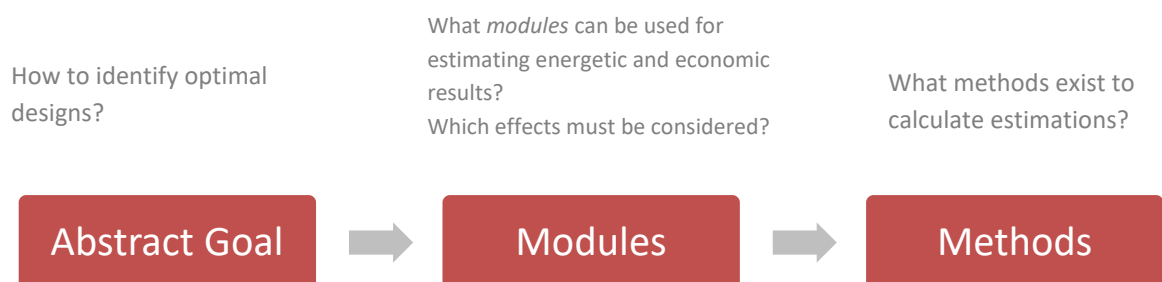 How to identify optimal
designs?
What modules can be used for
estimating energetic and economic
results?
Which effects must be considered?
What methods exist to
calculate estimations?
Abstract Goal
Modules
Methods